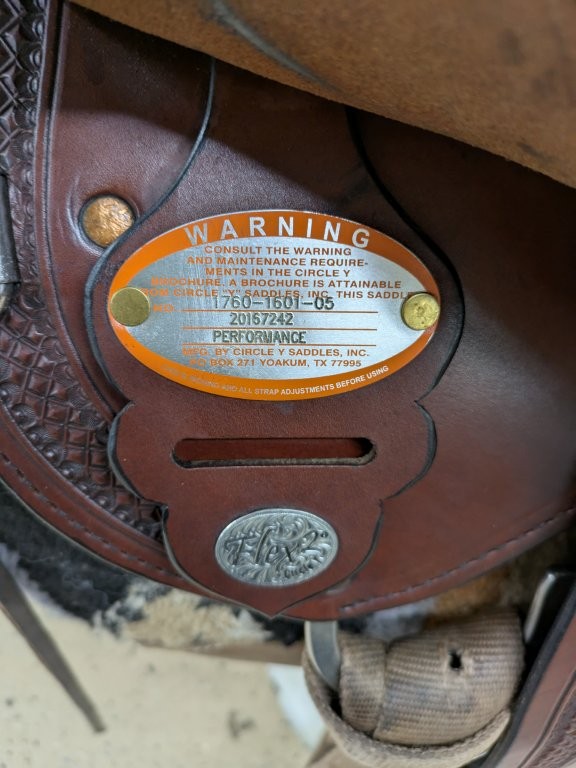 WARNING
CONSULT THE WARNING
AND MAINTENANCE REQUIRE-
MENTS IN THE CIRCLE Y
BROCHURE. A BROCHURE IS ATTAINABLE
CIRCLE "Y" SADDLES, INC. THIS SADDLE
1760-1601-05
20167242
PERFORMANCE
MFG. BY CIRCLE Y SADDLES, INC.
PO BOX 271 YOAKUM, TX 77995
AND ALL STRAP ADJUSTMENTS BEFORE USING
Flex2